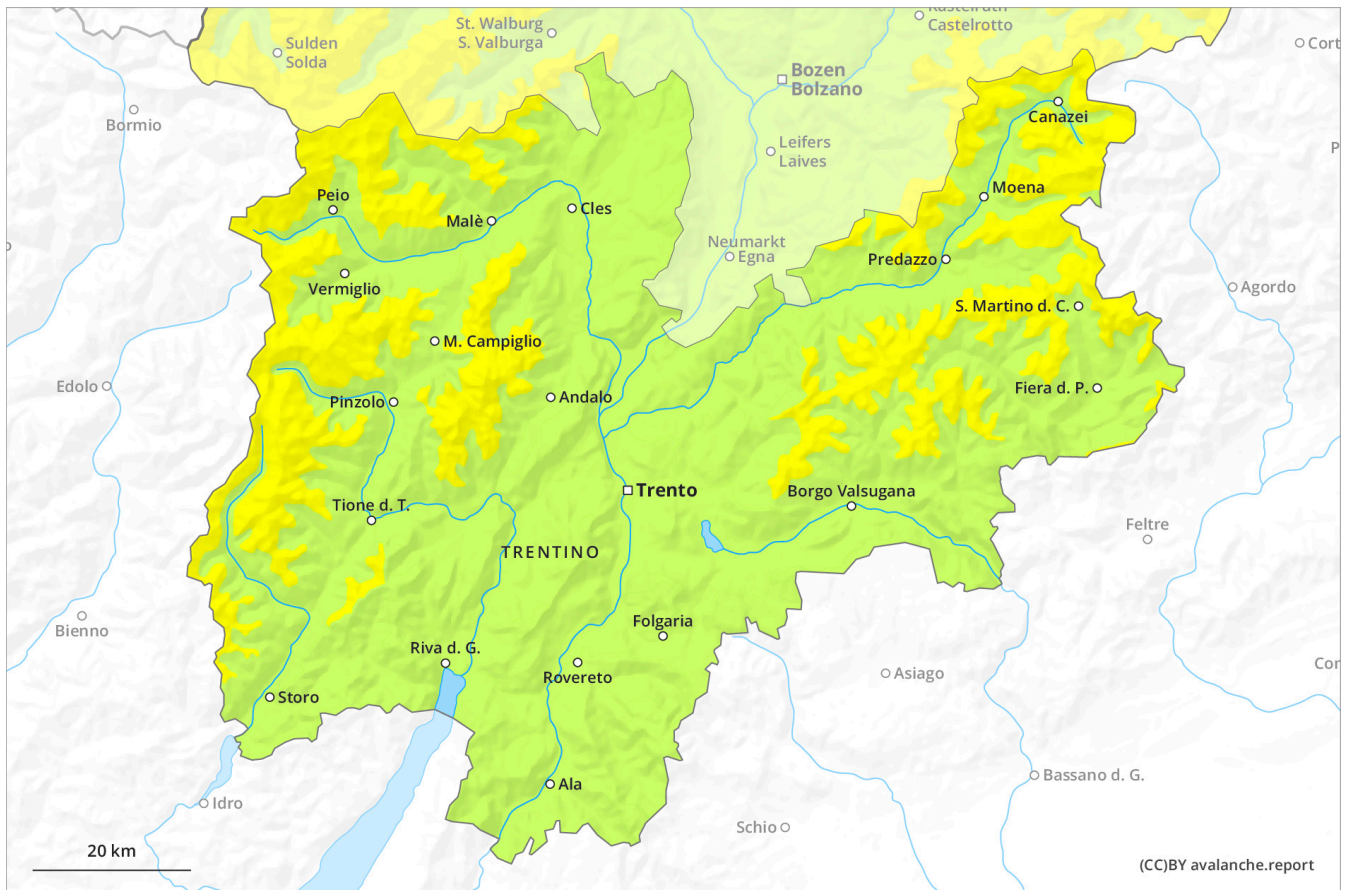 Kastelruth
Castelrotto
St. Walburg
S. Valburga
Sulden
Solda
Cort
Bozen
Bolzano
Bormio
Canazei
Leifers
Laives
P
Moena
Peio
Cles
Malè
Neumarkt
Egna
Predazzo
Vermiglio
Agordo
S. Martino d. C.
M. Campiglio
Edolo
Fiera d. P.
Pinzolo
Andalo
Trento
Borgo Valsugana
Tione d. T.
Feltre
TRENTINO
Bienno
Folgaria
Riva d. G.
Cor
Asiago
Rovereto
Storo
Bassano d. G.
Ala
Idro
Schio
20 km
(CC)BY avalanche.report